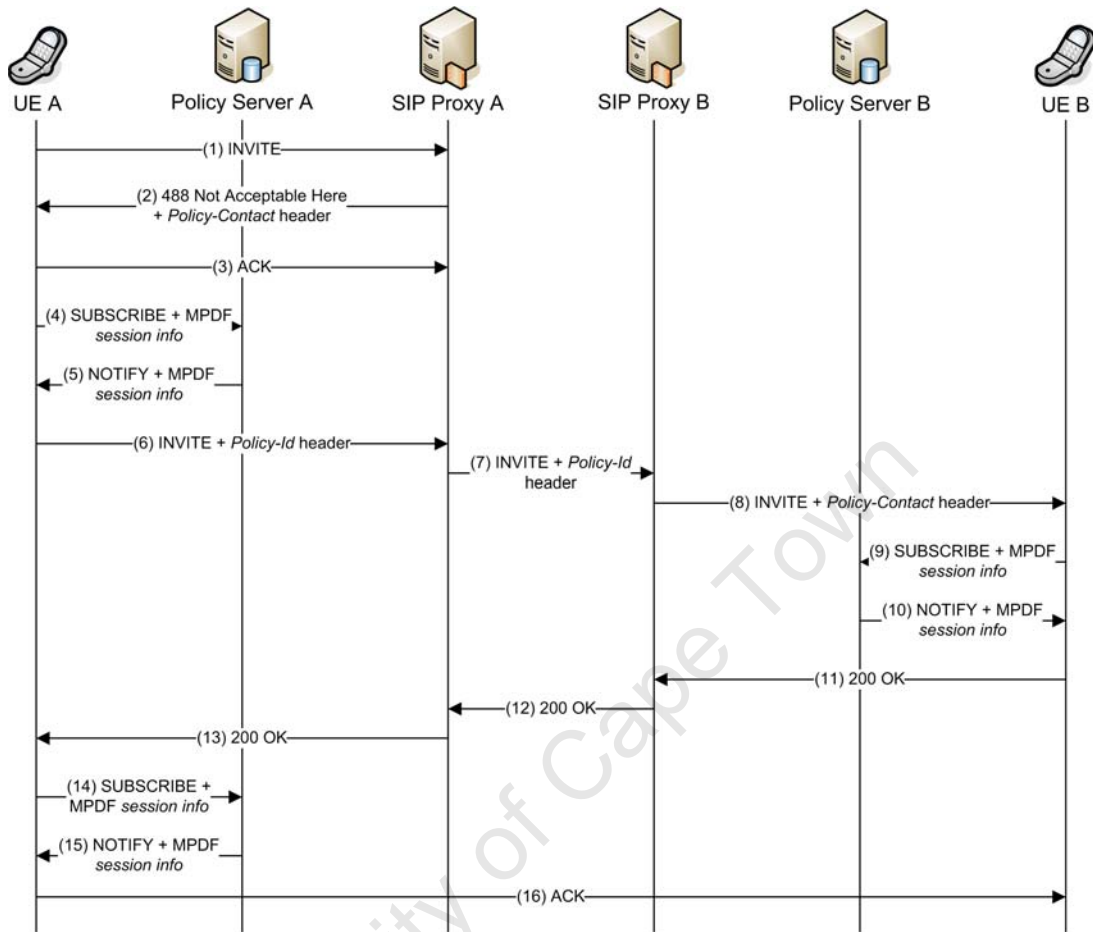 UE A
Policy Server A
SIP Proxy A
SIP Proxy B
Policy Server B
UE B
(1) INVITE
(2) 488 Not Acceptable Here
+ Policy-Contact header
(3) ACK
(4) SUBSCRIBE + MPDF
session info
(5) NOTIFY + MPDF
session info
(6) INVITE + Policy-Id header
(7) INVITE + Policy-Id
header
(8) INVITE + Policy-Contact header
(9) SUBSCRIBE + MPDF
session info
(10) NOTIFY + MPDF
session info
(11) 200 OK
(12) 200 OK
(13) 200 OK
(14) SUBSCRIBE +
MPDF session info
(15) NOTIFY + MPDF
session info
(16) ACK
ity of Cape Town